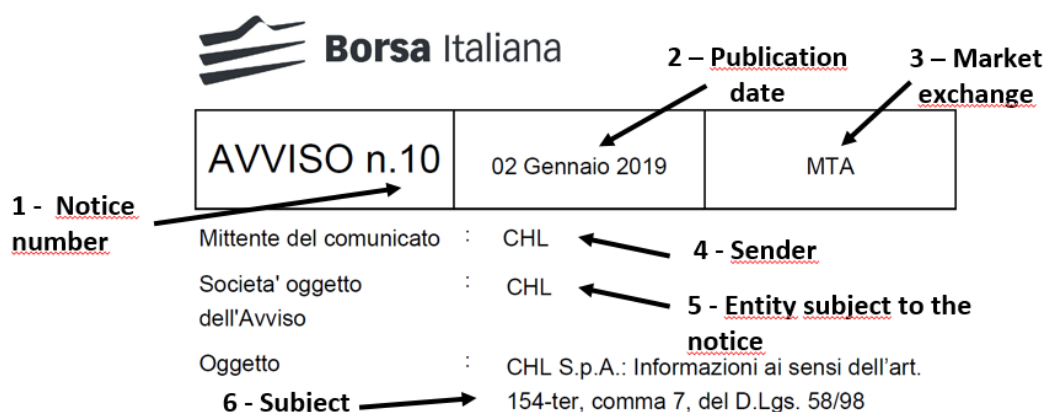 Borsa Italiana
2 – Publication
date
3 – Market
exchange
AVVISO n.10
02 Gennaio 2019
MTA
1 - Notice
number
Mittente del comunicato : CHL
4 - Sender
Societa' oggetto : CHL
dell'Avviso
5 - Entity subject to the
notice
Oggetto : CHL S.p.A.: Informazioni ai sensi dell'art.
154-ter, comma 7, del D.Lgs. 58/98
6 - Subject